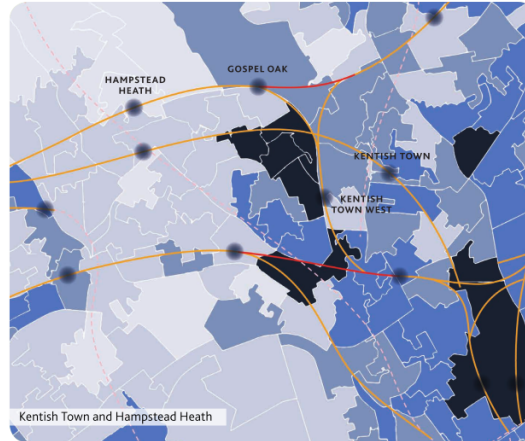 GOSPEL OAK
HAMPSTEAD
HEATH
KENTISH TOWN
KENTISH
TOWN WEST
Kentish Town and Hampstead Heath